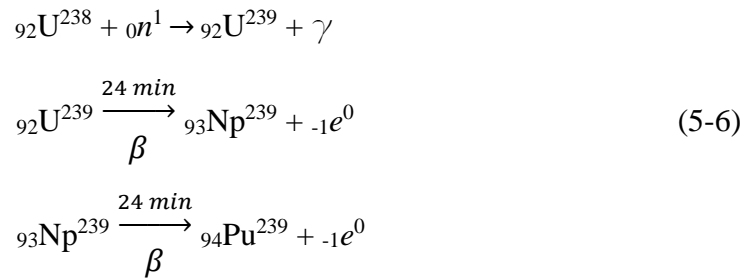 ₉₂U²³⁸ + ₀n¹ → ₉₂U²³⁹ + γ
₉₂U²³⁹ —24 min/β→ ₉₃Np²³⁹ + ₋₁e⁰ (5-6)
₉₃Np²³⁹ —24 min/β→ ₉₄Pu²³⁹ + ₋₁e⁰